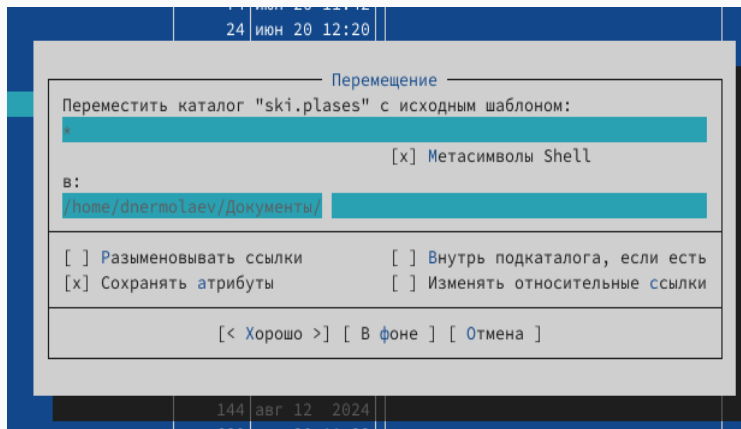 24 июн 20 12:20
Перемещение
Переместить каталог "ski.plases" с исходным шаблоном:
*
[x] Метасимволы Shell
в:
/home/dnermolaev/Документы/
[ ] Разыменовывать ссылки [ ] Внутрь подкаталога, если есть
[x] Сохранять атрибуты [ ] Изменять относительные ссылки
[< Хорошо >] [ В фоне ] [ Отмена ]
144 авг 12 2024